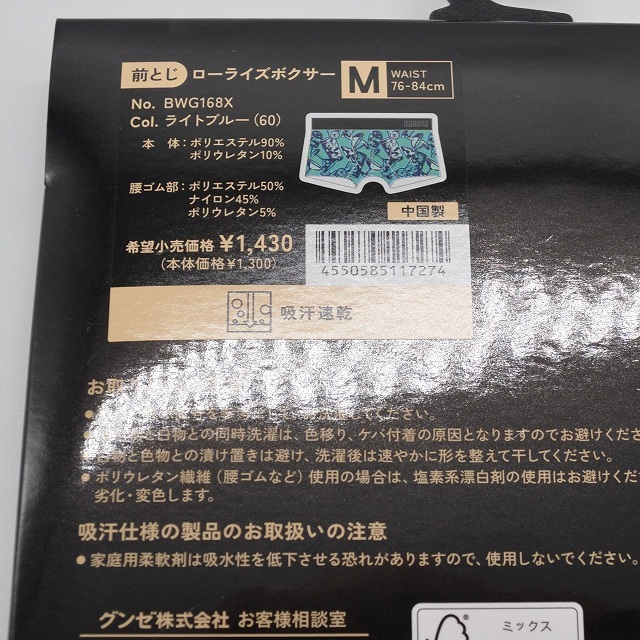 前とじ ローライズボクサー M WAIST 76-84cm
No. BWG168X
Col. ライトブルー(60)
本 体:ポリエステル90%
ポリウレタン10%
腰ゴム部:ポリエステル50%
ナイロン45%
ポリウレタン5%
中国製
希望小売価格 ¥1,430
(本体価格¥1,300)
4550585117274
吸汗速乾
お取
ください。
白物との同時洗濯は、色移り、ケバ付着の原因となりますのでお避けくださ
白物と色物との漬け置きは避け、洗濯後は速やかに形を整えて干してください。
●ポリウレタン繊維(腰ゴムなど)使用の場合は、塩素系漂白剤の使用はお避けくだ
劣化・変色します。
吸汗仕様の製品のお取扱いの注意
●家庭用柔軟剤は吸水性を低下させる恐れがありますので、使用しないでください。
グンゼ株式会社 お客様相談室
ミックス